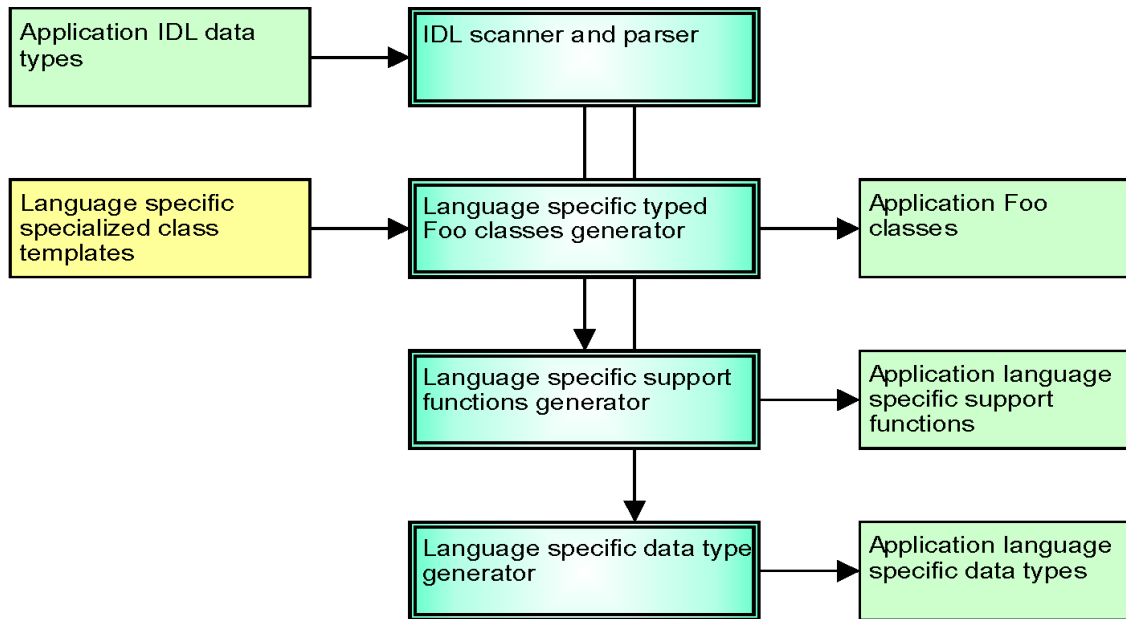 Application IDL data
types
IDL scanner and parser
Language specific
specialized class
templates
Language specific typed
Foo classes generator
Application Foo
classes
Language specific support
functions generator
Application language
specific support
functions
Language specific data type
generator
Application language
specific data types